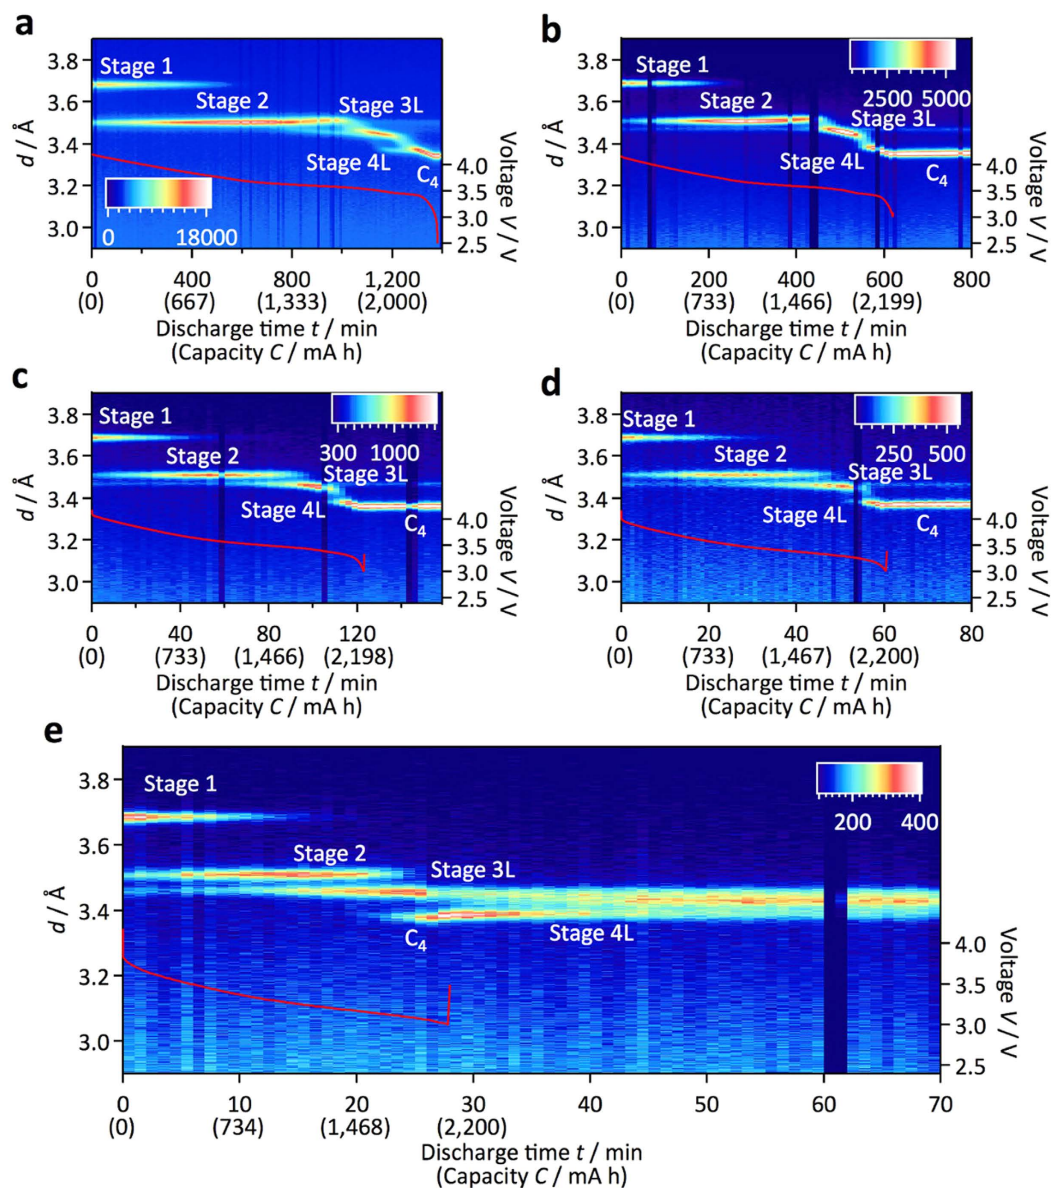 a
3.8
Stage 1
3.6
Stage 2
Stage 3L
d / Å
3.4
Stage 4L
C4
4.0
3.2
3.5
3.0
3.0
2.5
Voltage V / V
0
18000
0
400
800
1,200
(0)
(667)
(1,333)
(2,000)
Discharge time t / min
(Capacity C / mA h)
b
3.8
Stage 1
2500 5000
3.6
Stage 2
Stage 3L
d / Å
3.4
Stage 4L
C4
4.0
3.2
3.5
3.0
3.0
2.5
Voltage V / V
0
200
400
600
800
(0)
(733)
(1,466)
(2,199)
Discharge time t / min
(Capacity C / mA h)
c
3.8
Stage 1
300 1000
3.6
Stage 2
Stage 3L
d / Å
3.4
Stage 4L
C4
4.0
3.2
3.5
3.0
3.0
2.5
Voltage V / V
0
40
80
120
(0)
(733)
(1,466)
(2,198)
Discharge time t / min
(Capacity C / mA h)
d
3.8
Stage 1
250 500
3.6
Stage 2
Stage 3L
d / Å
3.4
Stage 4L
C4
4.0
3.2
3.5
3.0
3.0
2.5
Voltage V / V
0
20
40
60
80
(0)
(733)
(1,467)
(2,200)
Discharge time t / min
(Capacity C / mA h)
e
3.8
Stage 1
200 400
3.6
Stage 2
Stage 3L
d / Å
3.4
C4
Stage 4L
4.0
3.2
3.5
3.0
3.0
2.5
Voltage V / V
0
10
20
30
40
50
60
70
(0)
(734)
(1,468)
(2,200)
Discharge time t / min
(Capacity C / mA h)